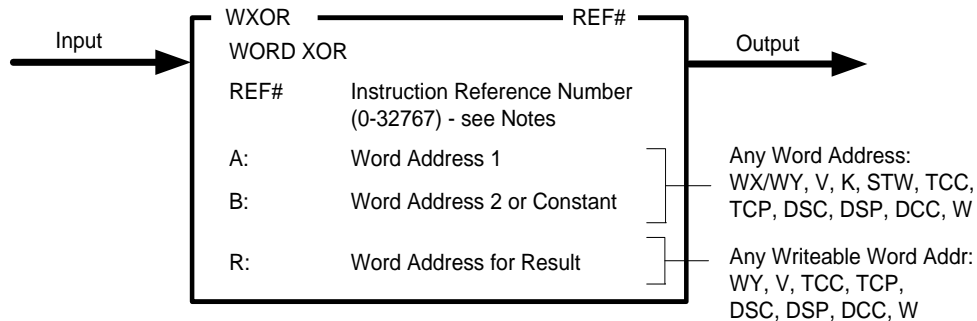 WXOR REF#
Input
WORD XOR
Output
REF# Instruction Reference Number
(0-32767) - see Notes
A: Word Address 1
B: Word Address 2 or Constant
Any Word Address:
WX/WY, V, K, STW, TCC,
TCP, DSC, DSP, DCC, W
R: Word Address for Result
Any Writeable Word Addr:
WY, V, TCC, TCP,
DSC, DSP, DCC, W